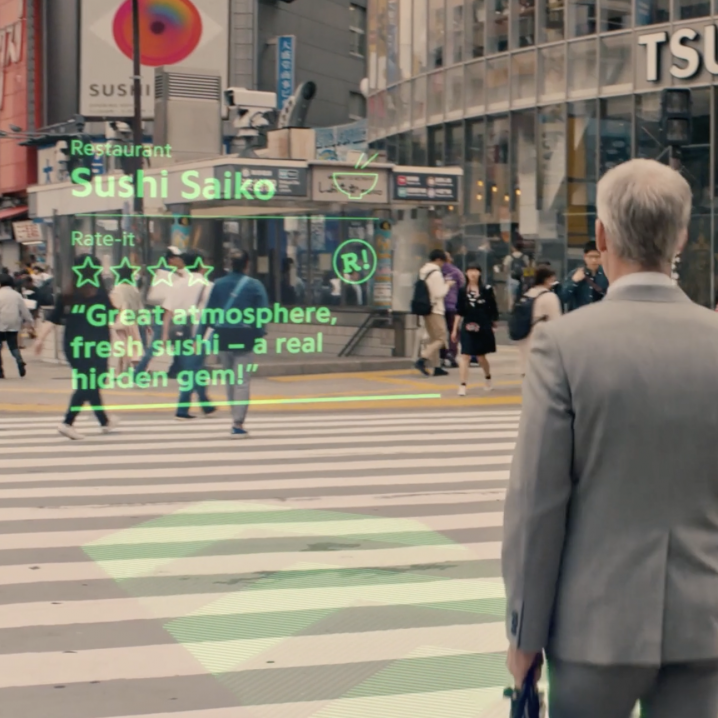 SUSHI
TSU
Restaurant
Sushi Saiko
Rate-it
R!
“Great atmosphere,
fresh sushi – a real
hidden gem!”